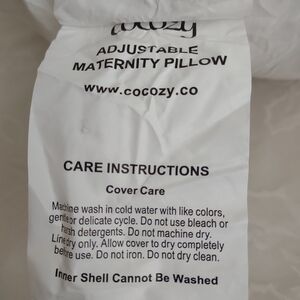 cocozy
ADJUSTABLE
MATERNITY PILLOW
www.cocozy.co
CARE INSTRUCTIONS
Cover Care
Machine wash in cold water with like colors,
gentle or delicate cycle. Do not use bleach or
harsh detergents. Do not machine dry.
Line dry only. Allow cover to dry completely
before use. Do not iron. Do not dry clean.
Inner Shell Cannot Be Washed